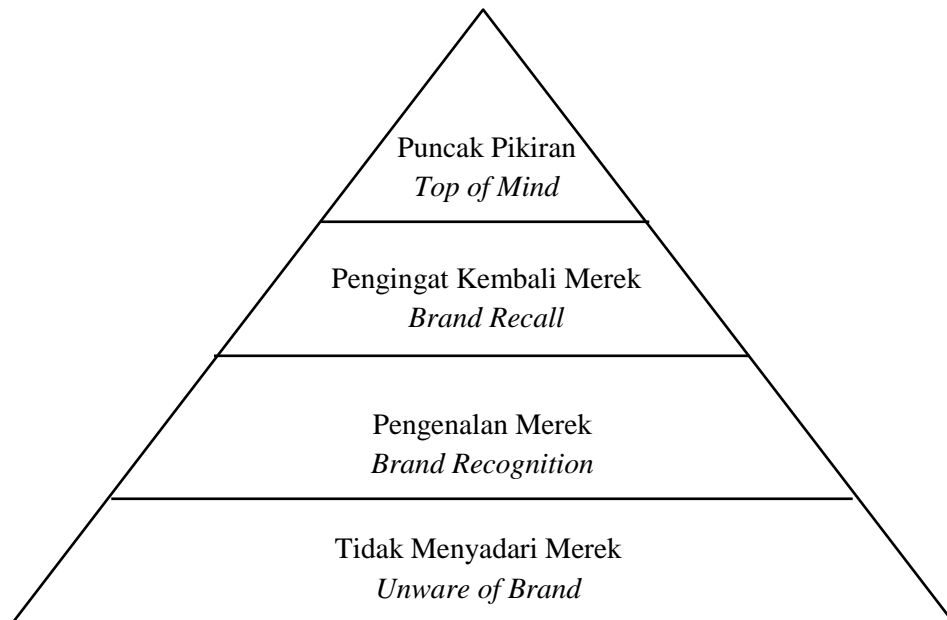 Puncak Pikiran
Top of Mind
Pengingat Kembali Merek
Brand Recall
Pengenalan Merek
Brand Recognition
Tidak Menyadari Merek
Unware of Brand